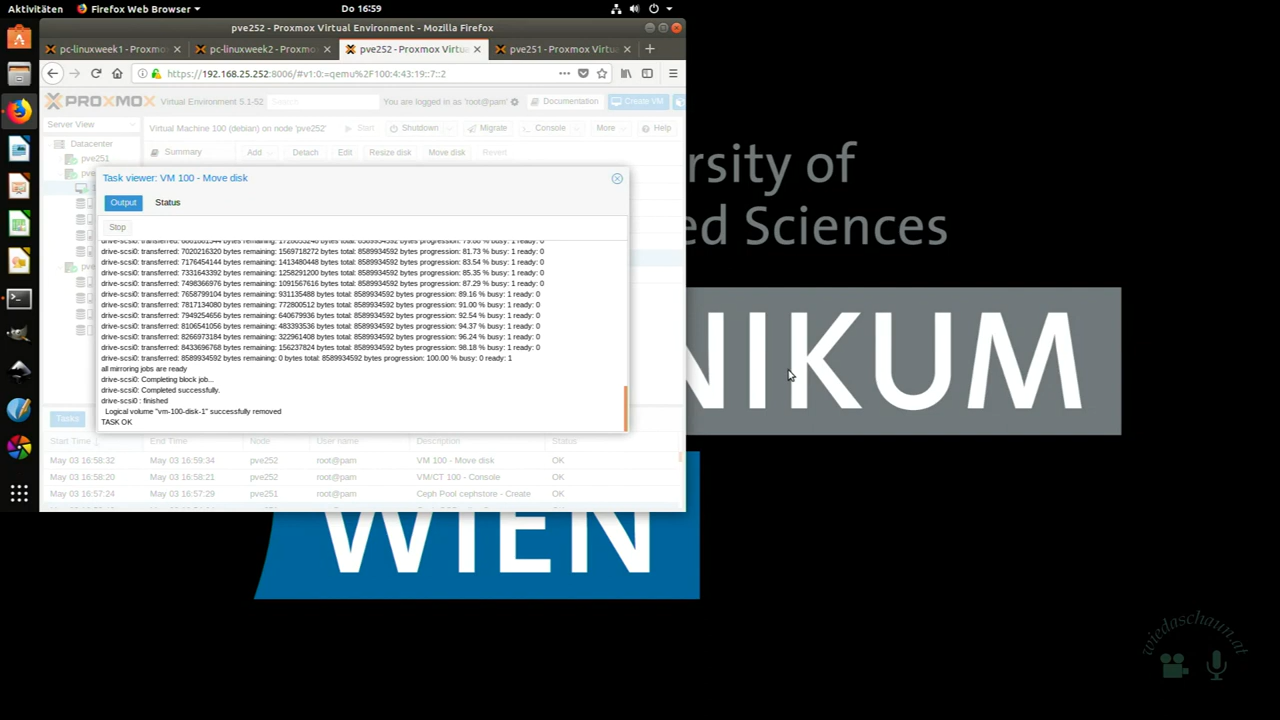 Aktivitäten
Firefox Web Browser
Do 16:59
pve252 - Proxmox Virtual Environment - Mozilla Firefox
pc-linuxweek1 - Proxmo
pc-linuxweek2 - Proxmo
pve252 - Proxmox Virtu
pve251 - Proxmox Virtu
https://192.168.25.252:8006/#v1:0:=qemu%2F100:4:43:19::7::2
PROXMOX Virtual Environment 5.1-52
Search
You are logged in as 'root@pam'
Documentation
Create VM
Server View
Virtual Machine 100 (debian) on node 'pve252'
Start
Shutdown
Migrate
Console
More
Help
Datacenter
pve251
Summary
Add
Detach
Edit
Resize disk
Move disk
Revert
Task viewer: VM 100 - Move disk
Output
Status
Stop
drive-scsi0: transferred: 7020216320 bytes remaining: 1569718272 bytes total: 8589934592 bytes progression: 81.73 % busy: 1 ready: 0
drive-scsi0: transferred: 7176454144 bytes remaining: 1413480448 bytes total: 8589934592 bytes progression: 83.54 % busy: 1 ready: 0
drive-scsi0: transferred: 7331643392 bytes remaining: 1258291200 bytes total: 8589934592 bytes progression: 85.35 % busy: 1 ready: 0
drive-scsi0: transferred: 7498366976 bytes remaining: 1091567616 bytes total: 8589934592 bytes progression: 87.29 % busy: 1 ready: 0
drive-scsi0: transferred: 7658799104 bytes remaining: 931135488 bytes total: 8589934592 bytes progression: 89.16 % busy: 1 ready: 0
drive-scsi0: transferred: 7817134080 bytes remaining: 772800512 bytes total: 8589934592 bytes progression: 91.00 % busy: 1 ready: 0
drive-scsi0: transferred: 7949254656 bytes remaining: 640679936 bytes total: 8589934592 bytes progression: 92.54 % busy: 1 ready: 0
drive-scsi0: transferred: 8106541056 bytes remaining: 483393536 bytes total: 8589934592 bytes progression: 94.37 % busy: 1 ready: 0
drive-scsi0: transferred: 8266973184 bytes remaining: 322961408 bytes total: 8589934592 bytes progression: 96.24 % busy: 1 ready: 0
drive-scsi0: transferred: 8433696768 bytes remaining: 156237824 bytes total: 8589934592 bytes progression: 98.18 % busy: 1 ready: 0
drive-scsi0: transferred: 8589934592 bytes remaining: 0 bytes total: 8589934592 bytes progression: 100.00 % busy: 0 ready: 1
all mirroring jobs are ready
drive-scsi0: Completing block job...
drive-scsi0: Completed successfully.
drive-scsi0 : finished
Logical volume "vm-100-disk-1" successfully removed
TASK OK
Tasks
Start Time
End Time
Node
User name
Description
Status
May 03 16:58:32
May 03 16:59:34
pve252
root@pam
VM 100 - Move disk
OK
May 03 16:58:20
May 03 16:58:21
pve252
root@pam
VM/CT 100 - Console
OK
May 03 16:57:24
May 03 16:57:29
pve251
root@pam
Ceph Pool cephstore - Create
OK
rsity of
ed Sciences
NIKUM
WIEN
wiedaschaun.at